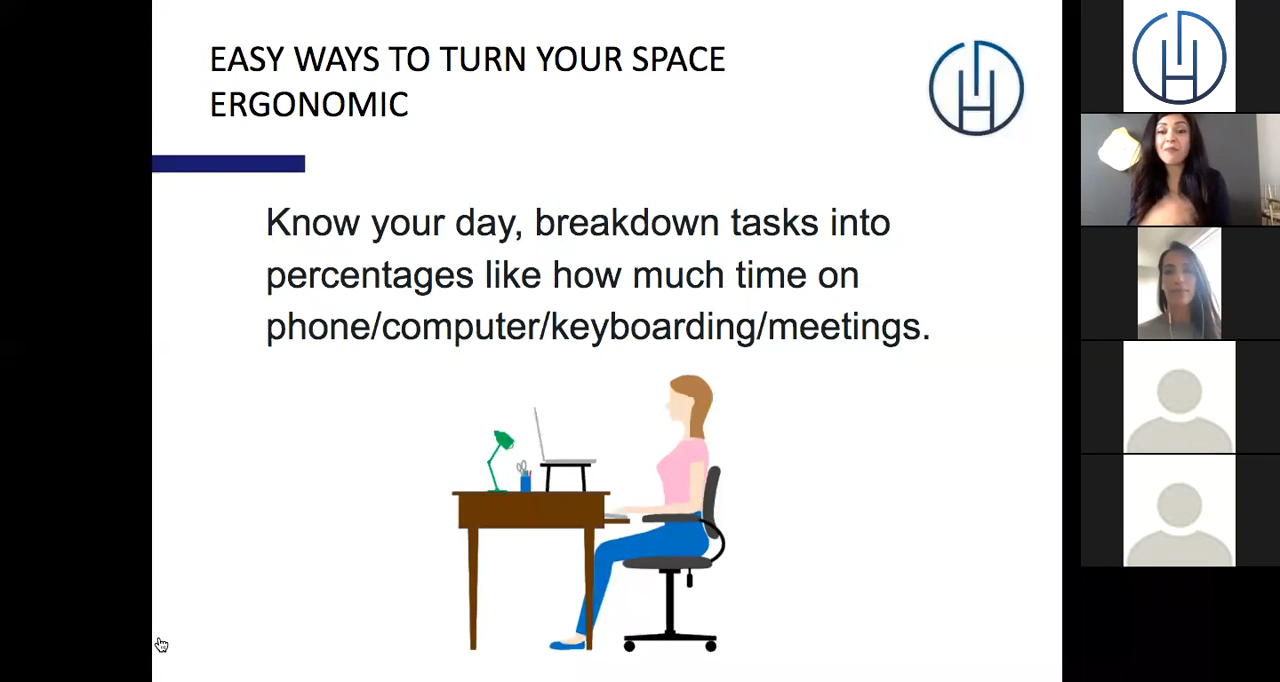 EASY WAYS TO TURN YOUR SPACE
ERGONOMIC
Know your day, breakdown tasks into
percentages like how much time on
phone/computer/keyboarding/meetings.